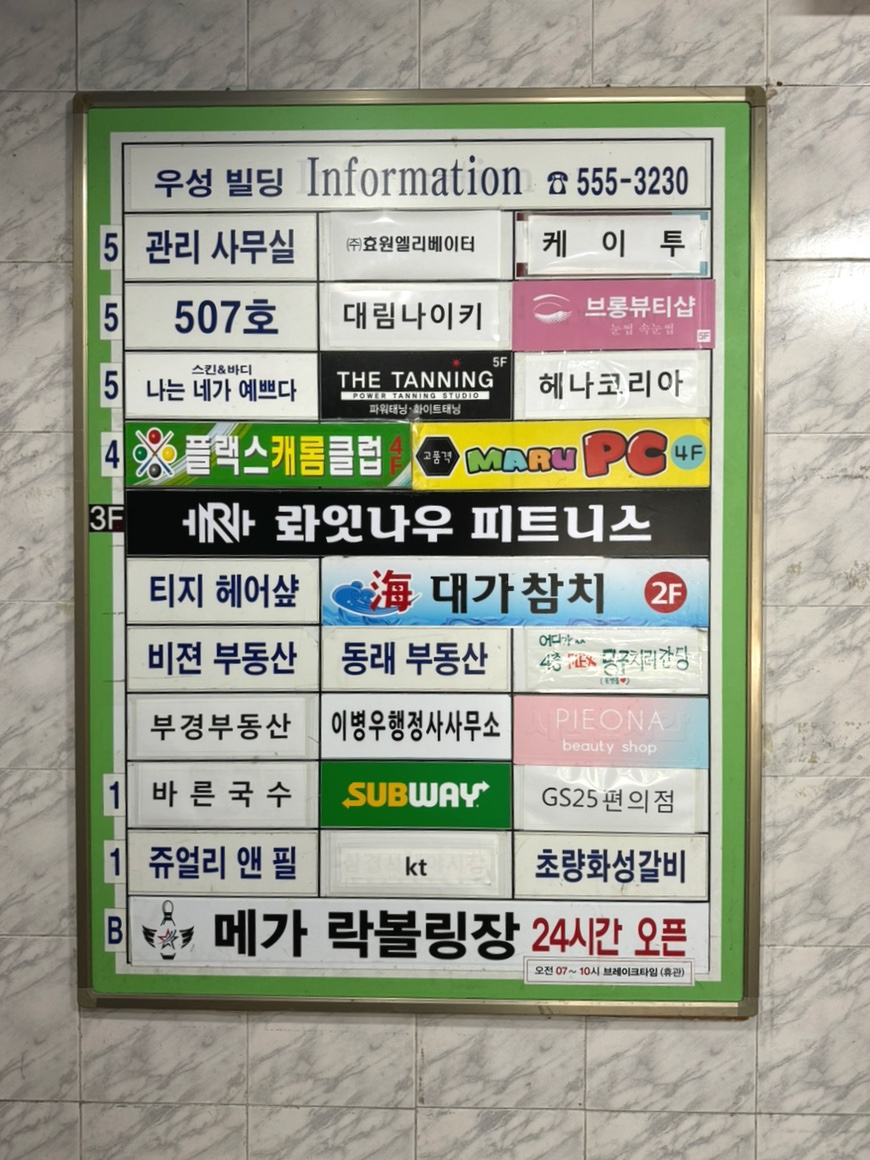 우성 빌딩 Information ☎ 555-3230
5 관리 사무실 ㈜효원엘리베이터 케 이 투
5 507호 대림나이키 브롱뷰티샵
눈썹 속눈썹 5F
스킨&바디
5 나는 네가 예쁘다 THE TANNING 5F 헤나코리아
POWER TANNING STUDIO
파워태닝·화이트태닝
4 플랙스캐롬클럽 4F 고품격 MARU PC 4F
3F 롸잇나우 피트니스
티지 헤어샾 海 대가참치 2F
비젼 부동산 동래 부동산
4층
부경부동산 이병우행정사사무소 PIEONA
beauty shop
1 바 른 국 수 SUBWAY GS25편의점
1 쥬얼리 앤 필 kt 초량화성갈비
B 메가 락볼링장 24시간 오픈
오전 07~10시 브레이크타임 (휴관)